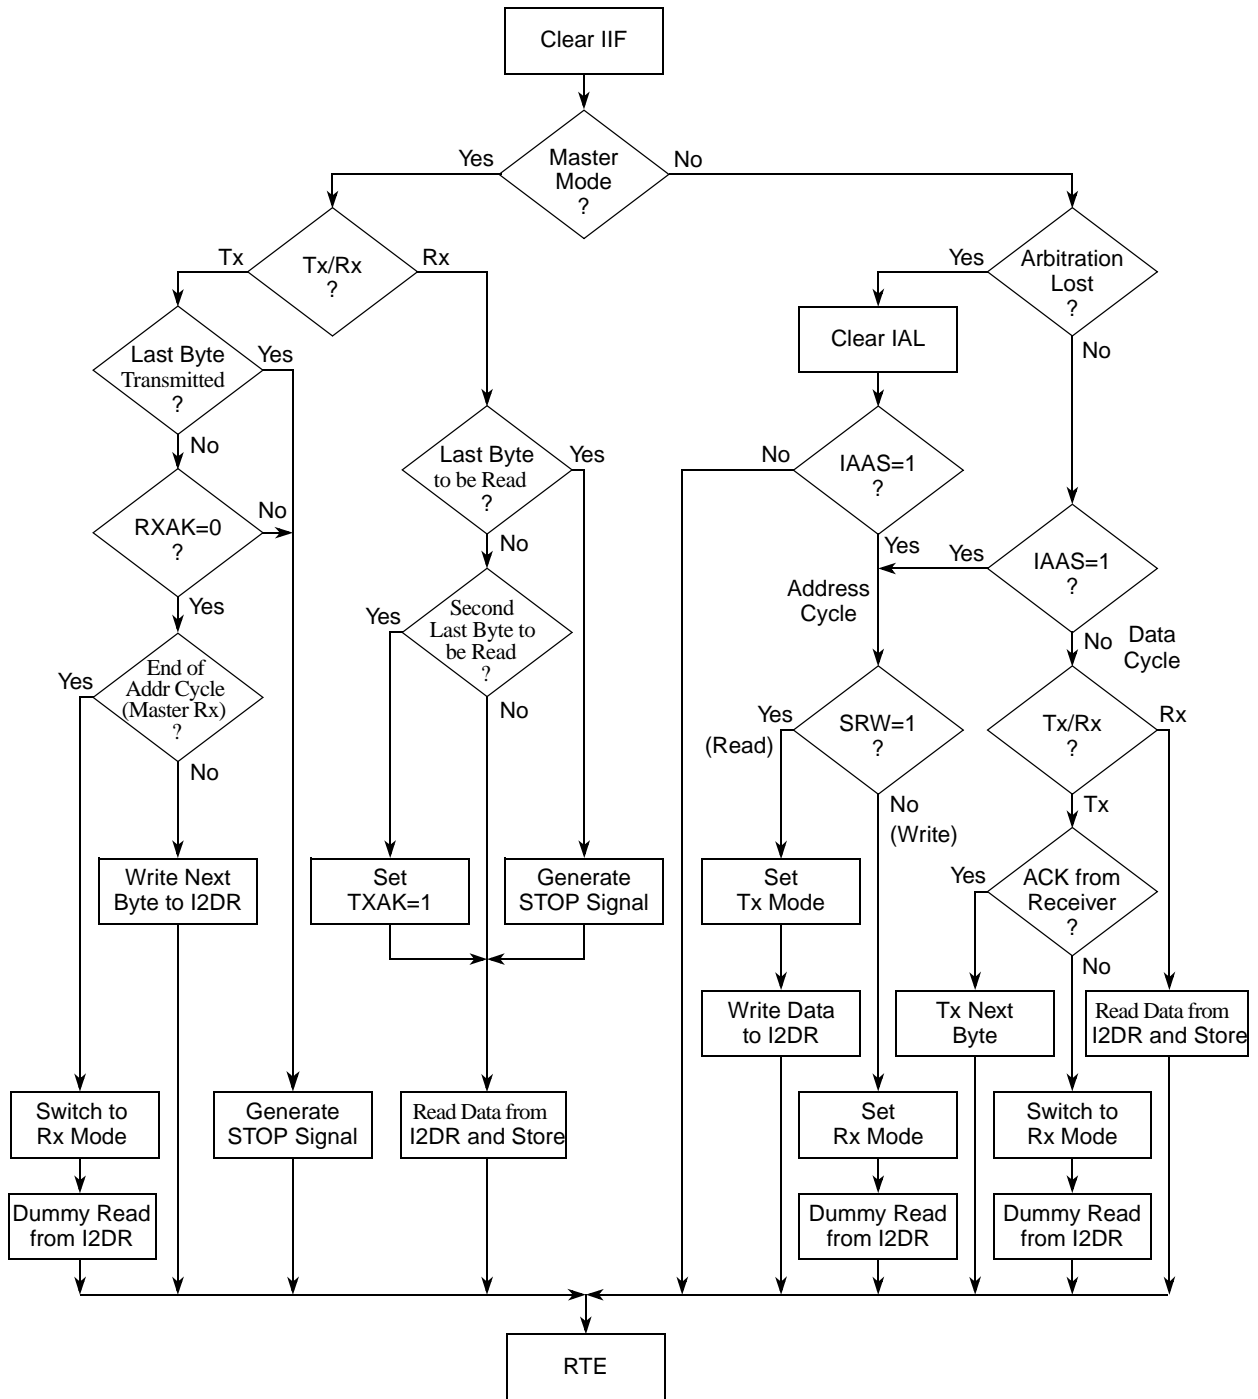 Clear IIF
Yes
Master
Mode
?
No
Tx
Tx/Rx
?
Rx
Yes
Arbitration
Lost
?
No
Last Byte
Transmitted
?
Yes
No
Clear IAL
RXAK=0
?
No
Yes
Last Byte
to be Read
?
Yes
No
No
IAAS=1
?
Yes
Yes
IAAS=1
?
Address
Cycle
No
Data
Cycle
Yes
End of
Addr Cycle
(Master Rx)
?
No
Yes
Second
Last Byte to
be Read
?
No
Yes
(Read)
SRW=1
?
No
(Write)
Tx/Rx
?
Rx
Tx
Write Next
Byte to I2DR
Set
TXAK=1
Generate
STOP Signal
Set
Tx Mode
Yes
ACK from
Receiver
?
No
Write Data
to I2DR
Tx Next
Byte
Read Data from
I2DR and Store
Switch to
Rx Mode
Generate
STOP Signal
Read Data from
I2DR and Store
Set
Rx Mode
Switch to
Rx Mode
Dummy Read
from I2DR
Dummy Read
from I2DR
Dummy Read
from I2DR
RTE